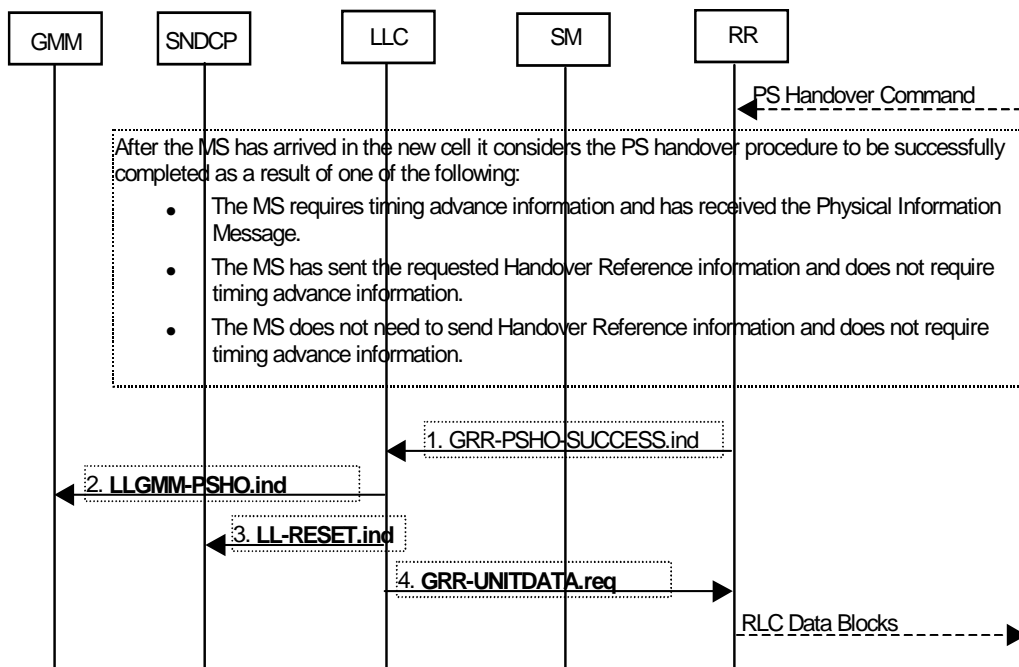 GMM SNDCP LLC SM RR
PS Handover Command
After the MS has arrived in the new cell it considers the PS handover procedure to be successfully
completed as a result of one of the following:
• The MS requires timing advance information and has received the Physical Information
Message.
• The MS has sent the requested Handover Reference information and does not require
timing advance information.
• The MS does not need to send Handover Reference information and does not require
timing advance information.
1. GRR-PSHO-SUCCESS.ind
2. LLGMM-PSHO.ind
3. LL-RESET.ind
4. GRR-UNITDATA.req
RLC Data Blocks